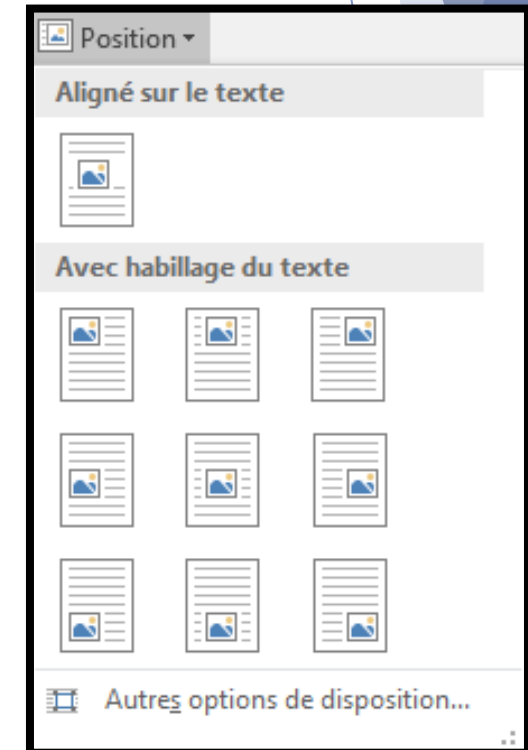 Position
Aligné sur le texte
Avec habillage du texte
Autres options de disposition...